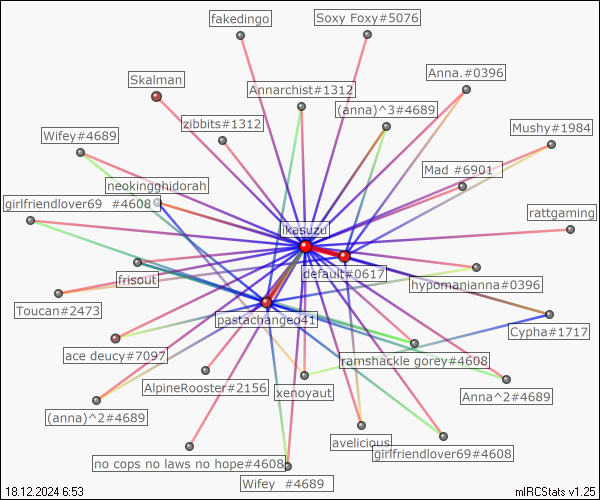 fakedingo
Soxy Foxy#5076
Skalman
Anna.#0396
Annarchist#1312
(anna)^3#4689
zibbits#1312
Mushy#1984
Wifey#4689
Mad #6901
neokingghidorah
girlfriendlover69 #4608
rattgaming
ikasuzu
default#0617
frisout
hypomanianna#0396
Toucan#2473
pastachangeo41
Cypha#1717
ace deucy#7097
ramshackle gorey#4608
AlpineRooster#2156
xenoyaut
Anna^2#4689
(anna)^2#4689
avelicious
no cops no laws no hope#4608
girlfriendlover69#4608
Wifey #4689
18.12.2024 6:53
mIRCStats v1.25